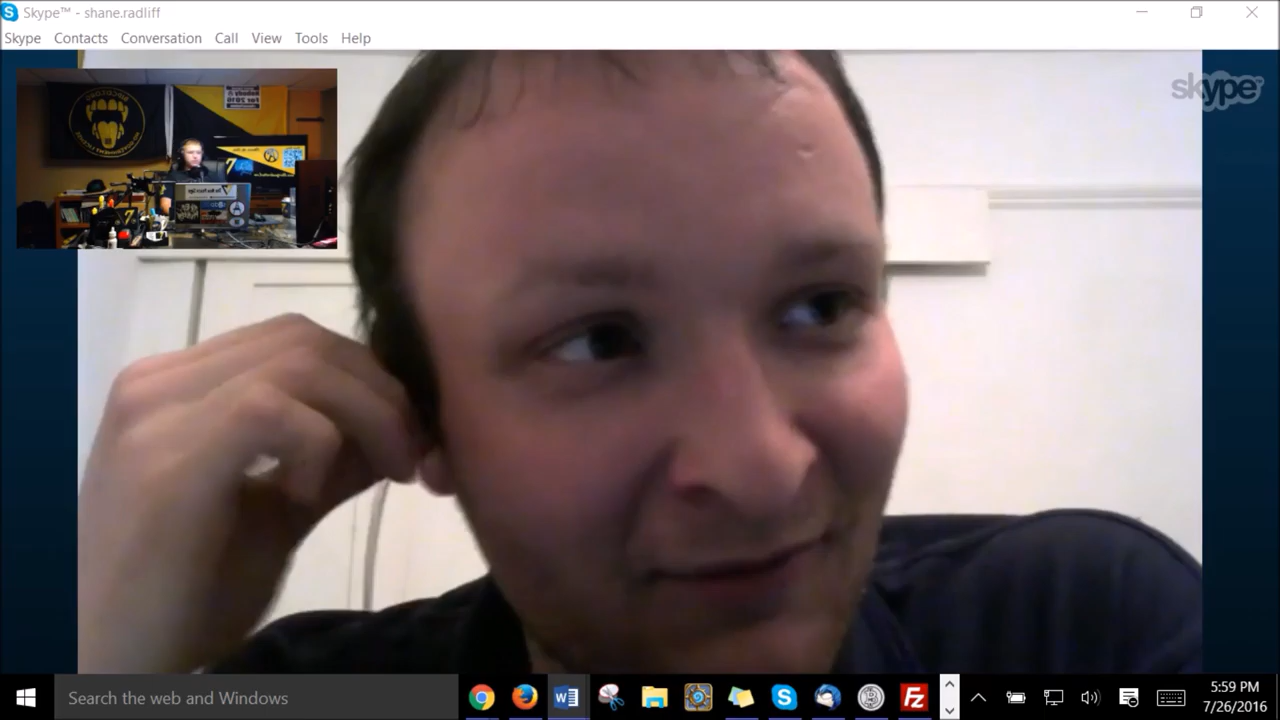 Skype™ - shane.radliff
Skype Contacts Conversation Call View Tools Help
skype
Search the web and Windows
5:59 PM
7/26/2016